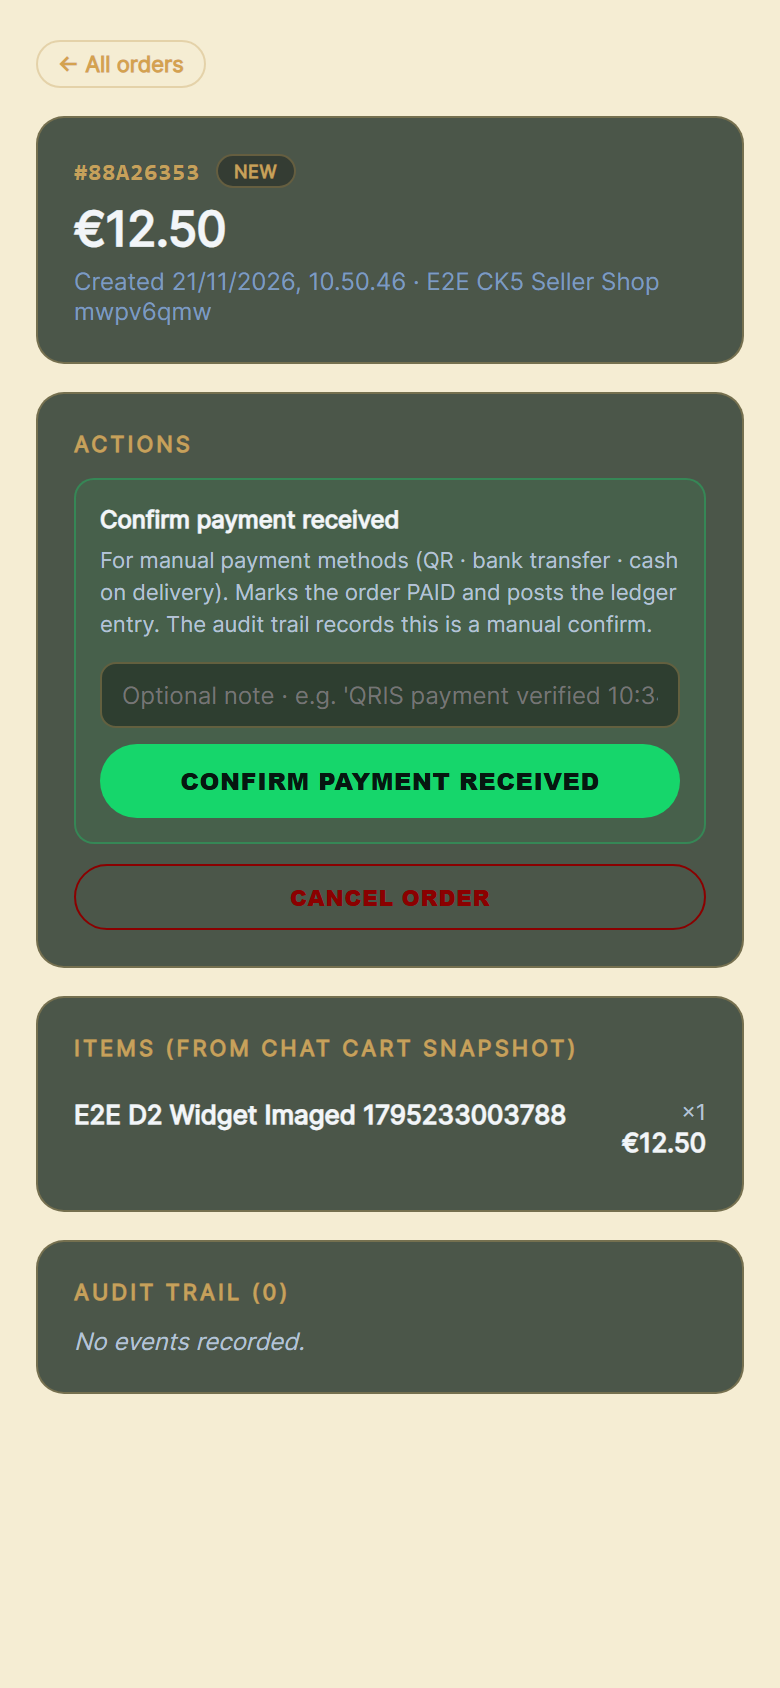 ← All orders
#88A26353 NEW
€12.50
Created 21/11/2026, 10.50.46 · E2E CK5 Seller Shop
mwpv6qmw
ACTIONS
Confirm payment received
For manual payment methods (QR · bank transfer · cash
on delivery). Marks the order PAID and posts the ledger
entry. The audit trail records this is a manual confirm.
Optional note · e.g. 'QRIS payment verified 10:3
CONFIRM PAYMENT RECEIVED
CANCEL ORDER
ITEMS (FROM CHAT CART SNAPSHOT)
E2E D2 Widget Imaged 1795233003788 ×1
€12.50
AUDIT TRAIL (0)
No events recorded.